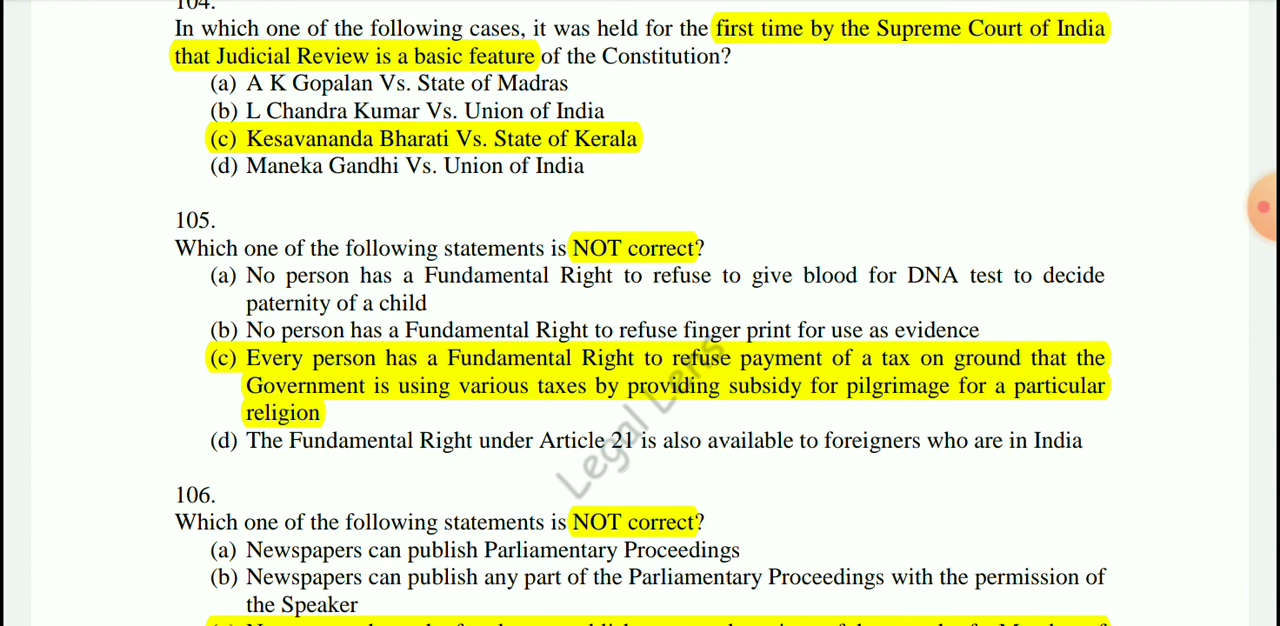 104.
In which one of the following cases, it was held for the first time by the Supreme Court of India
that Judicial Review is a basic feature of the Constitution?
(a) A K Gopalan Vs. State of Madras
(b) L Chandra Kumar Vs. Union of India
(c) Kesavananda Bharati Vs. State of Kerala
(d) Maneka Gandhi Vs. Union of India
105.
Which one of the following statements is NOT correct?
(a) No person has a Fundamental Right to refuse to give blood for DNA test to decide
paternity of a child
(b) No person has a Fundamental Right to refuse finger print for use as evidence
(c) Every person has a Fundamental Right to refuse payment of a tax on ground that the
Government is using various taxes by providing subsidy for pilgrimage for a particular
religion
(d) The Fundamental Right under Article 21 is also available to foreigners who are in India
Legal Lens
106.
Which one of the following statements is NOT correct?
(a) Newspapers can publish Parliamentary Proceedings
(b) Newspapers can publish any part of the Parliamentary Proceedings with the permission of
the Speaker